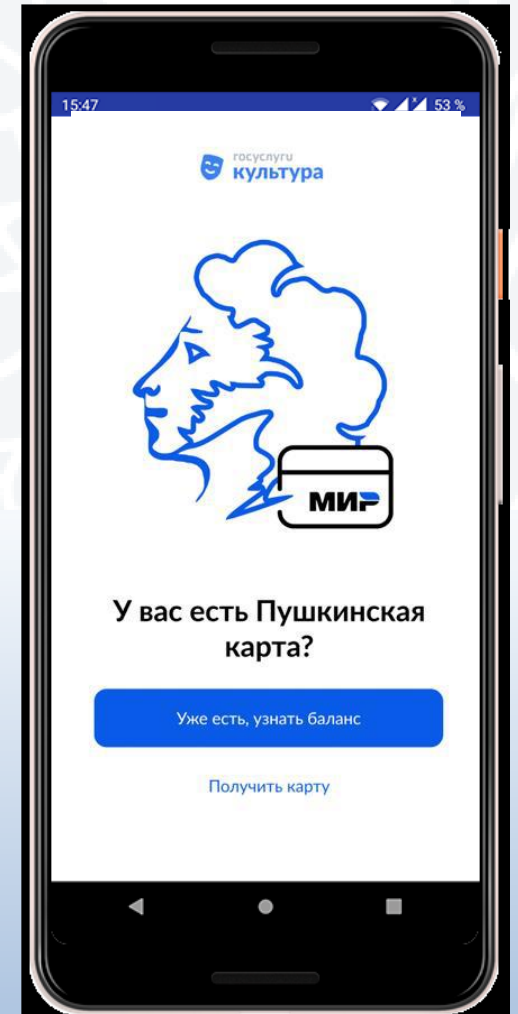 15:47 53 %
госуслуги
культура
МИР
У вас есть Пушкинская
карта?
Уже есть, узнать баланс
Получить карту